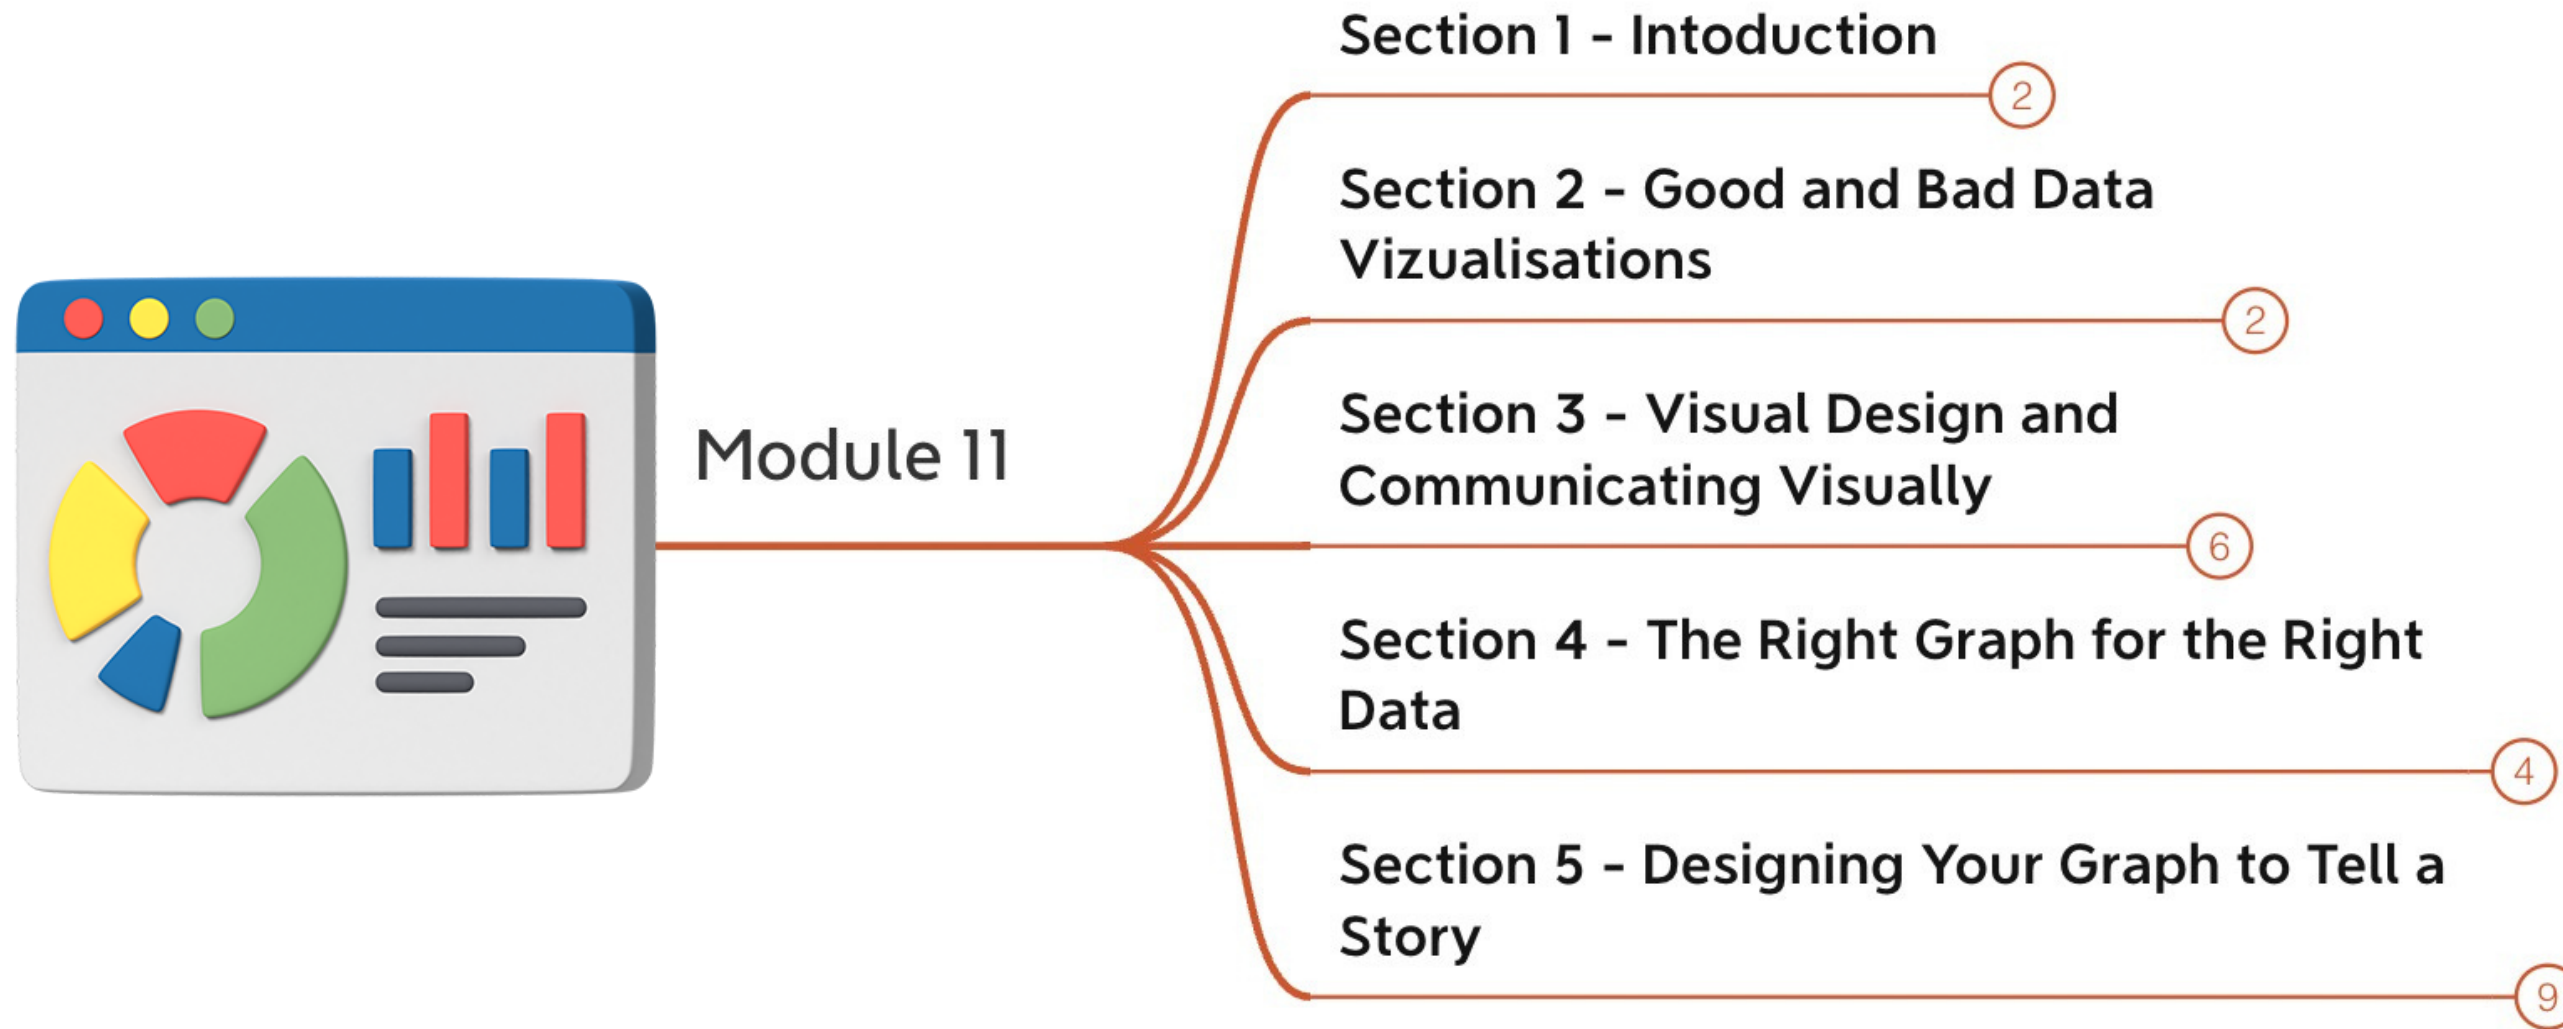 Section 1 - Intoduction
2
Section 2 - Good and Bad Data
Vizualisations
2
Module 11
Section 3 - Visual Design and
Communicating Visually
6
Section 4 - The Right Graph for the Right
Data
4
Section 5 - Designing Your Graph to Tell a
Story
9